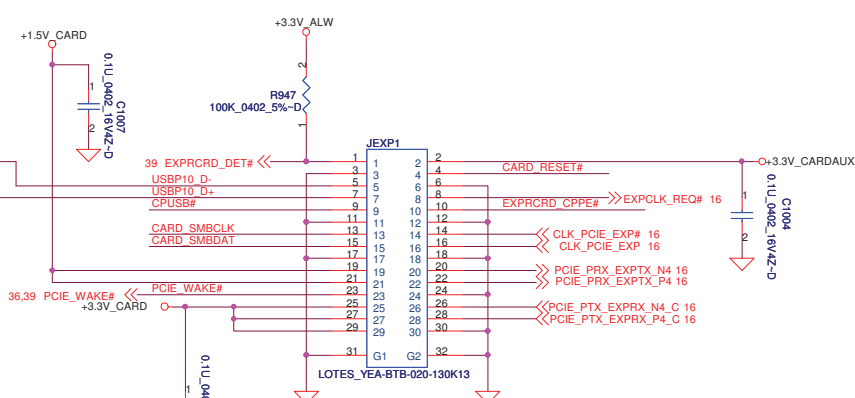 +3.3V_ALW
+1.5V_CARD
0.1U_0402_16V4Z~D
C1007
1
2
2
R947
100K_0402_5%~D
1
JEXP1
39 EXPRCRD_DET#
1 1 2 2
+3.3V_CARDAUX
3 3 4 4 CARD_RESET#
USBP10_D- 5 5 6 6
USBP10_D+ 7 7 8 8 EXPCLK_REQ# 16
CPUSB# 9 9 10 10 EXPRCRD_CPPE#
11 11 12 12
CARD_SMBCLK 13 13 14 14 CLK_PCIE_EXP# 16
CARD_SMBDAT 15 15 16 16 CLK_PCIE_EXP 16
17 17 18 18
19 19 20 20 PCIE_PRX_EXPTX_N4 16
21 21 22 22 PCIE_PRX_EXPTX_P4 16
36,39 PCIE_WAKE# PCIE_WAKE# 23 23 24 24
+3.3V_CARD 25 25 26 26 PCIE_PTX_EXPRX_N4_C 16
27 27 28 28 PCIE_PTX_EXPRX_P4_C 16
29 29 30 30
31 G1 G2 32
LOTES_YEA-BTB-020-130K13
1
2
C1004
0.1U_0402_16V4Z~D
0.1U_040
1